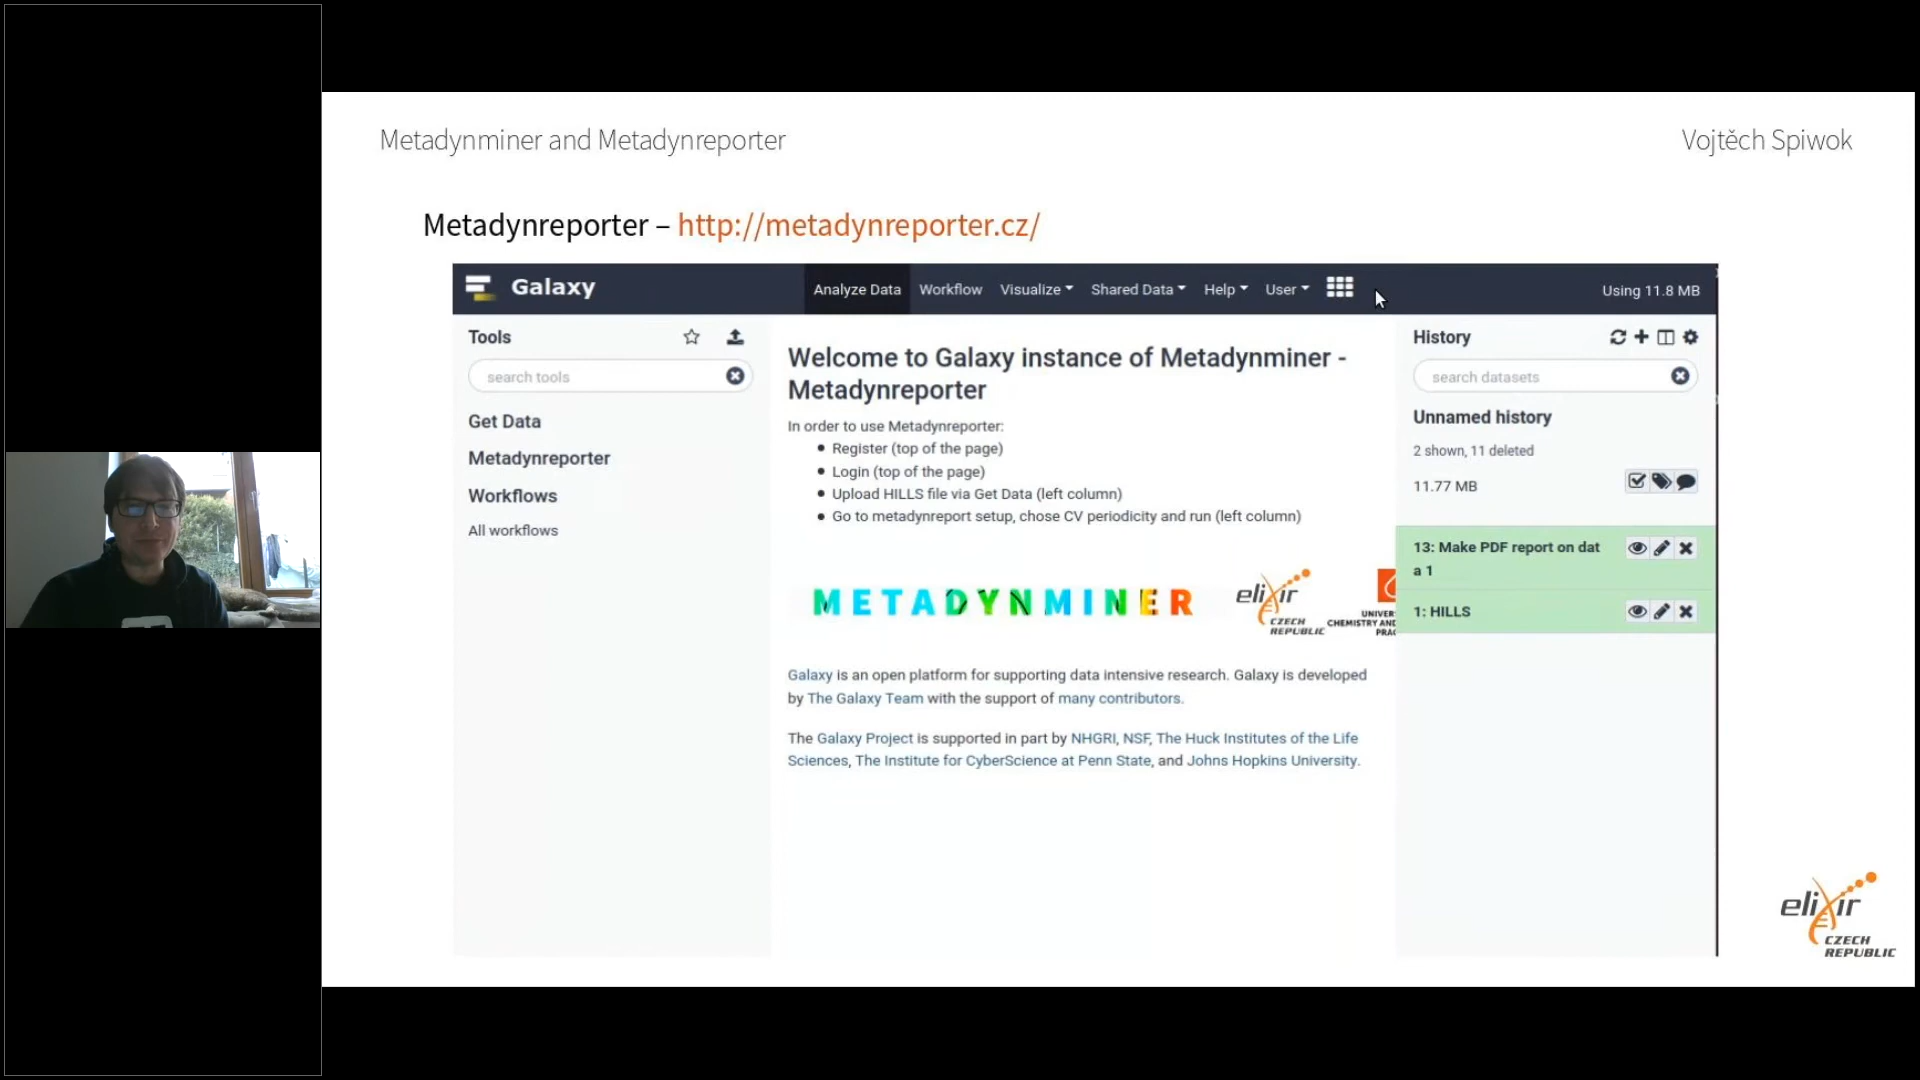 Metadynminer and Metadynreporter
Vojtěch Spiwok
Metadynreporter – http://metadynreporter.cz/
Galaxy
Analyze Data
Workflow
Visualize
Shared Data
Help
User
Using 11.8 MB
Tools
search tools
Get Data
Metadynreporter
Workflows
All workflows
Welcome to Galaxy instance of Metadynminer -
Metadynreporter
In order to use Metadynreporter:
Register (top of the page)
Login (top of the page)
Upload HILLS file via Get Data (left column)
Go to metadynreport setup, chose CV periodicity and run (left column)
METADYNMINER
elixir
CZECH
REPUBLIC
UNIVER
CHEMISTRY AND
PRAG
Galaxy is an open platform for supporting data intensive research. Galaxy is developed
by The Galaxy Team with the support of many contributors.
The Galaxy Project is supported in part by NHGRI, NSF, The Huck Institutes of the Life
Sciences, The Institute for CyberScience at Penn State, and Johns Hopkins University.
History
search datasets
Unnamed history
2 shown, 11 deleted
11.77 MB
13: Make PDF report on dat
a 1
1: HILLS
elixir
CZECH
REPUBLIC